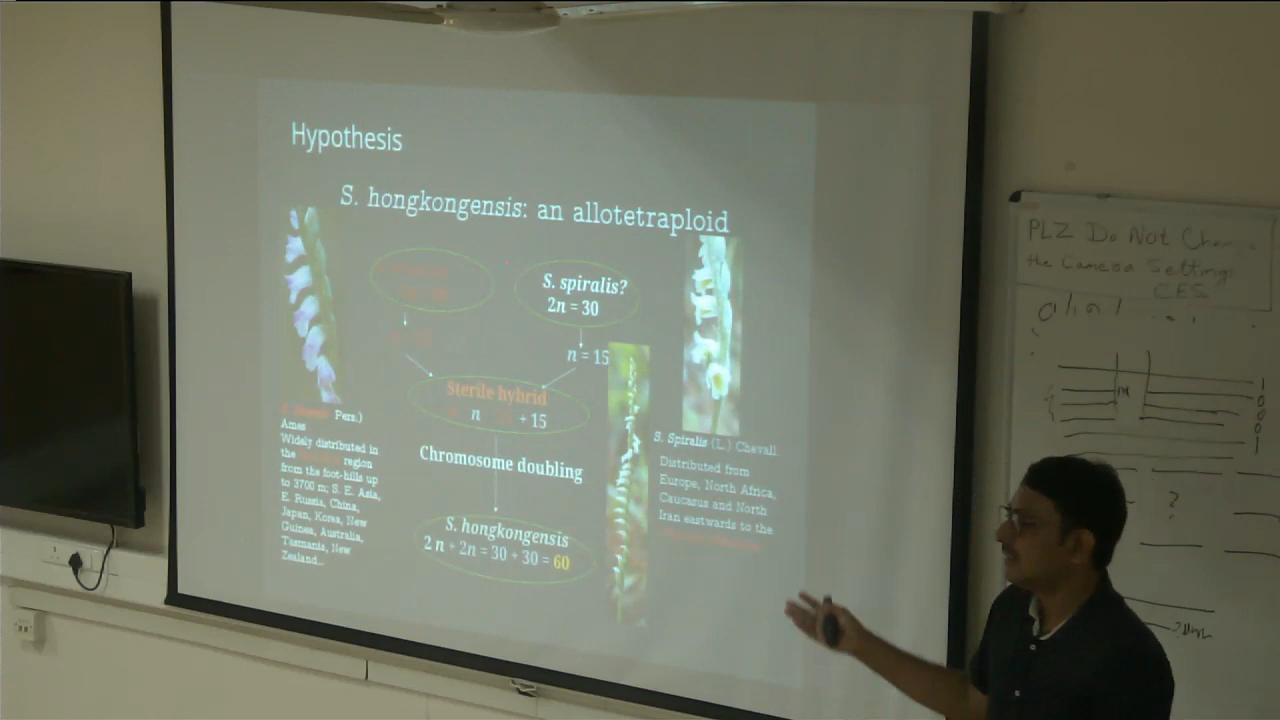 Hypothesis
S. hongkongensis: an allotetraploid
S. spiralis?
2n = 30
n = 15
Sterile hybrid
n + 15
Chromosome doubling
S. hongkongensis
2 n + 2n = 30 + 30 = 60
Pers.)
Ames
Widely distributed in
the region
from the foot-hills up
to 3700 m; S. E. Asia,
E. Russia, China,
Japan, Korea, New
Guinea, Australia,
Tasmania, New
Zealand...
S. Spiralis (L.) Chevall.
Distributed from
Europe, North Africa,
Caucasus and North
Iran eastwards to the
PLZ Do Not
the Camera Settings
CES